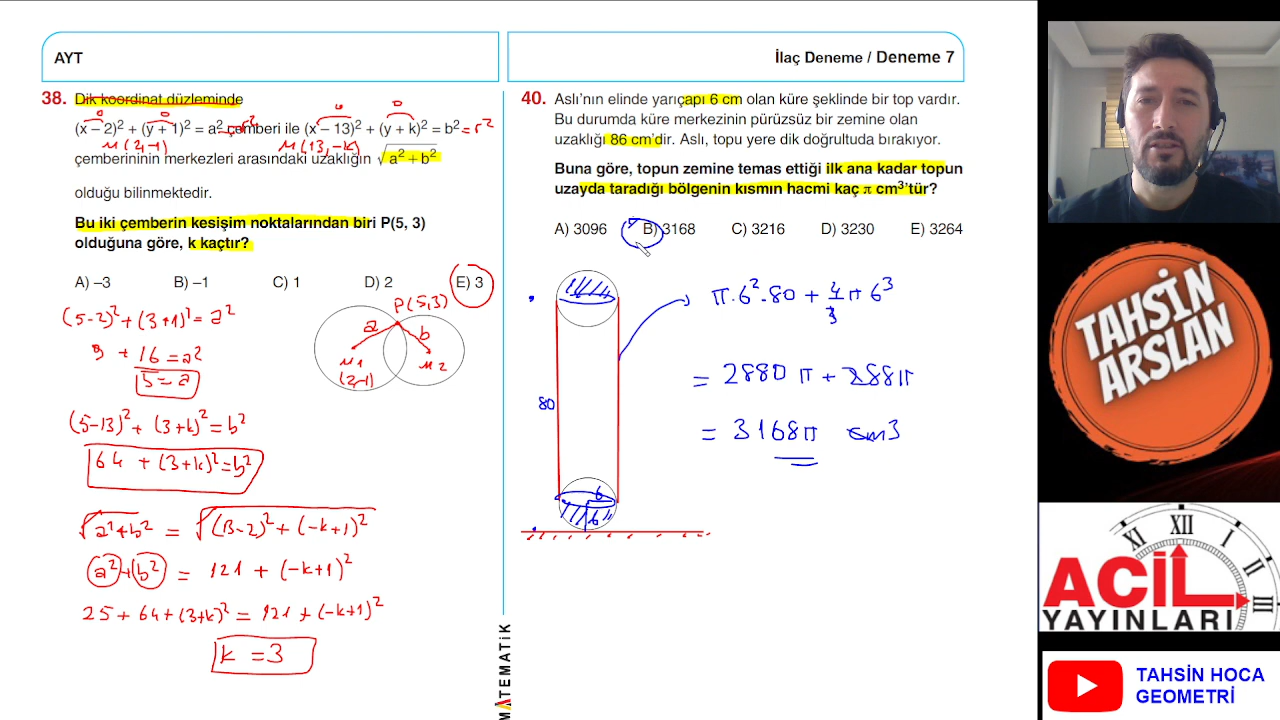 AYT
38. Dik koordinat düzleminde
(x – 2)² + (y + 1)² = a² çemberi ile (x – 13)² + (y + k)² = b² = r²
M(2,-1) M(13,-k)
çemberininin merkezleri arasındaki uzaklığın √a² + b²
olduğu bilinmektedir.
Bu iki çemberin kesişim noktalarından biri P(5, 3)
olduğuna göre, k kaçtır?
A) –3 B) –1 C) 1 D) 2 E) 3
P(5,3)
a b
M1 M2
(2,-1)
(5-2)² + (3+1)² = a²
9 + 16 = a²
5 = a
(5-13)² + (3+k)² = b²
64 + (3+k)² = b²
√a²+b² = √(13-2)² + (-k+1)²
a² + b² = 121 + (-k+1)²
25 + 64 + (3+k)² = 121 + (-k+1)²
k = 3
MATEMATİK
İlaç Deneme / Deneme 7
40. Aslı’nın elinde yarıçapı 6 cm olan küre şeklinde bir top vardır.
Bu durumda küre merkezinin pürüzsüz bir zemine olan
uzaklığı 86 cm’dir. Aslı, topu yere dik doğrultuda bırakıyor.
Buna göre, topun zemine temas ettiği ilk ana kadar topun
uzayda taradığı bölgenin kısmın hacmi kaç π cm³’tür?
A) 3096 B) 3168 C) 3216 D) 3230 E) 3264
80
6
6
π.6².80 + 4/3 π 6³
= 2880 π + 288π
= 3168π cm3
TAHSİN
ARSLAN
XI XII I II III
ACİL
YAYINLARI
TAHSİN HOCA
GEOMETRİ